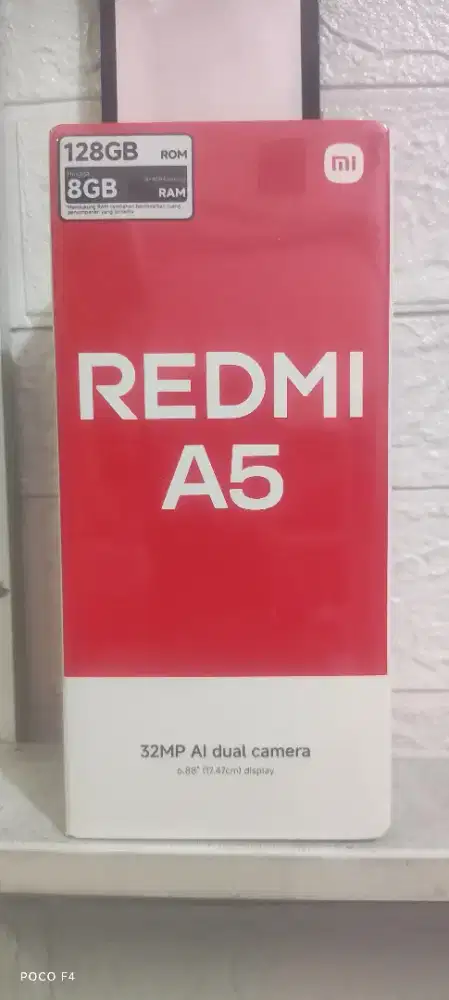 128GB ROM
8GB RAM
mi
REDMI
A5
32MP AI dual camera
6.88" (17.47cm) display
POCO F4